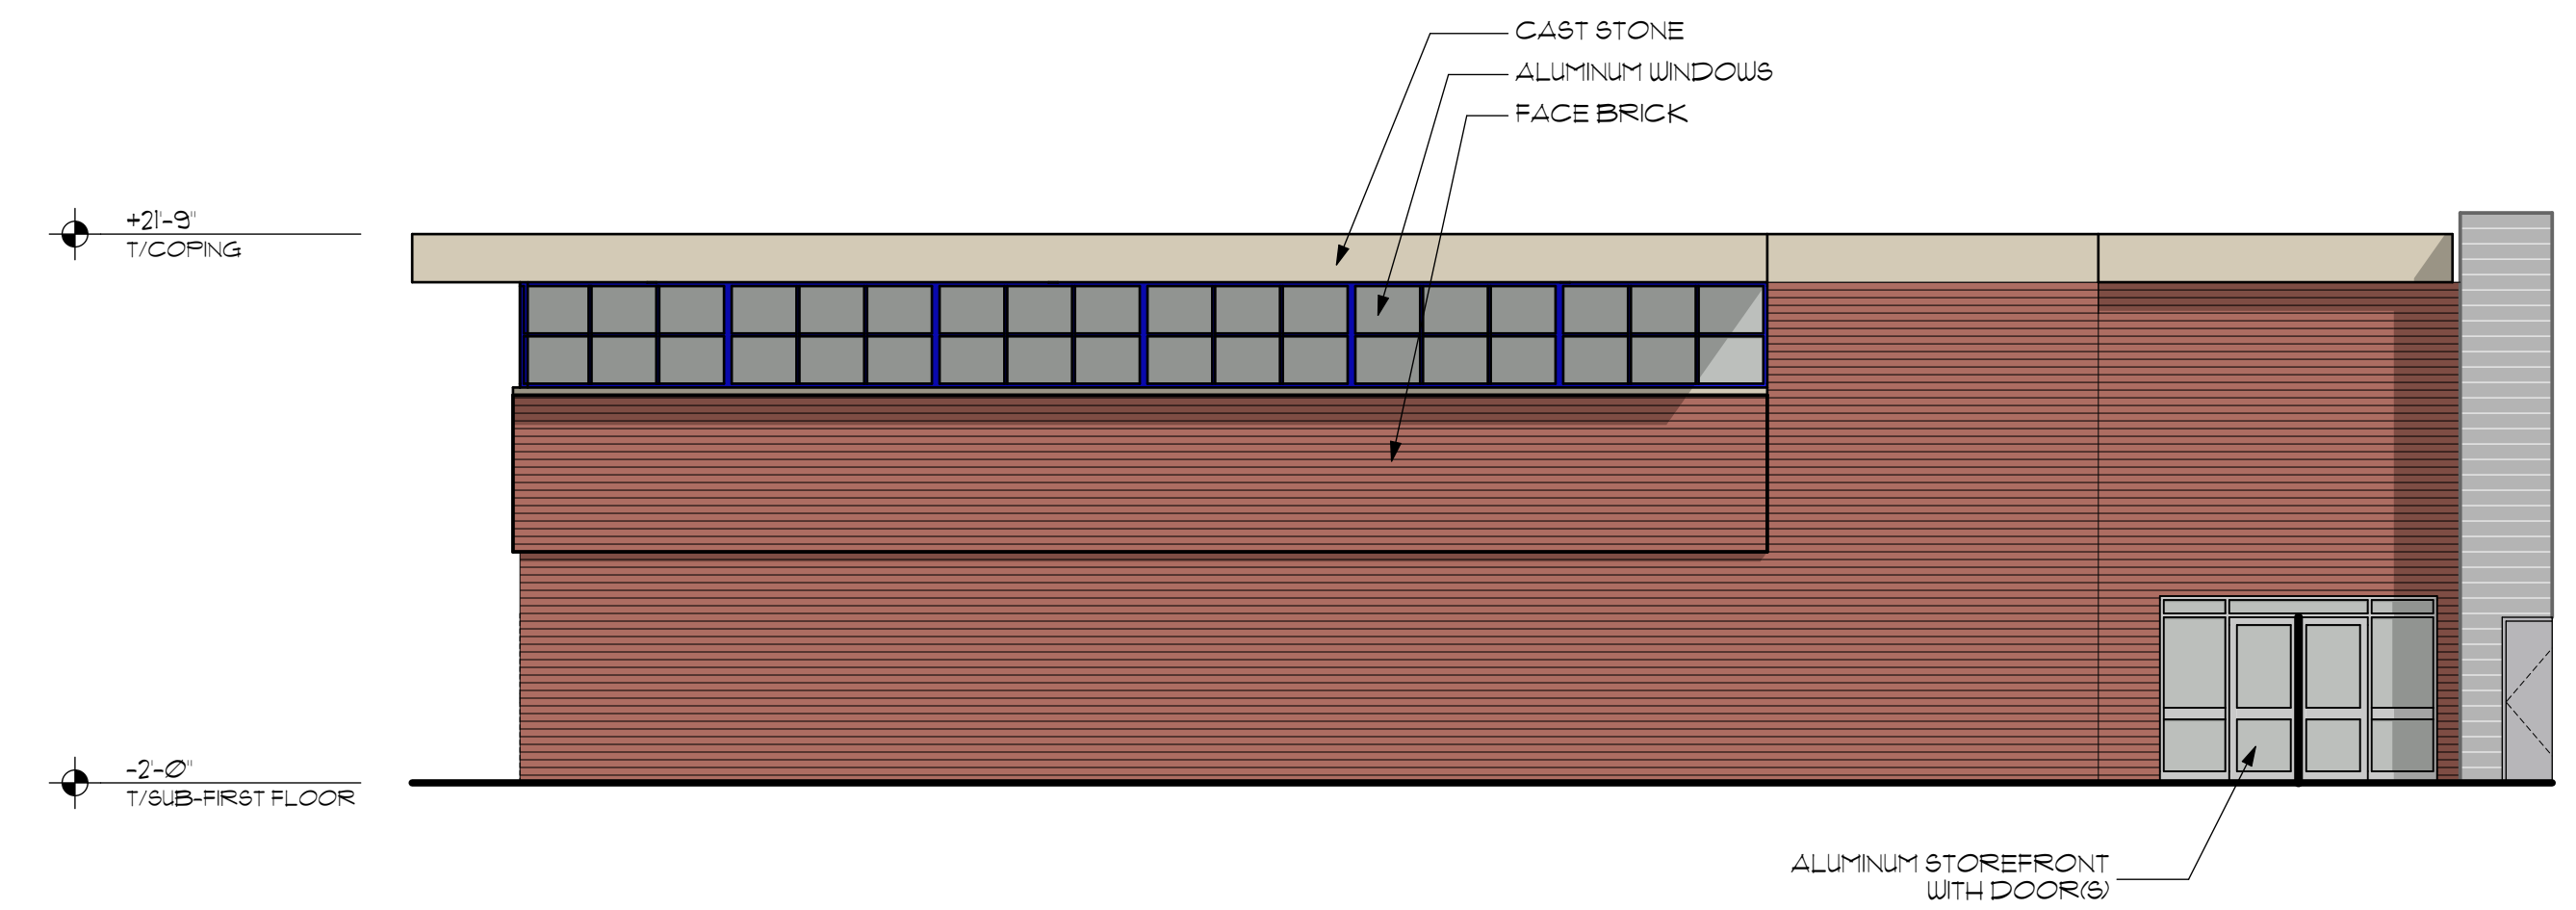 CAST STONE
ALUMINUM WINDOWS
FACE BRICK
+21'-9"
T/COPING
-2'-0"
T/SUB-FIRST FLOOR
ALUMINUM STOREFRONT
WITH DOOR(S)